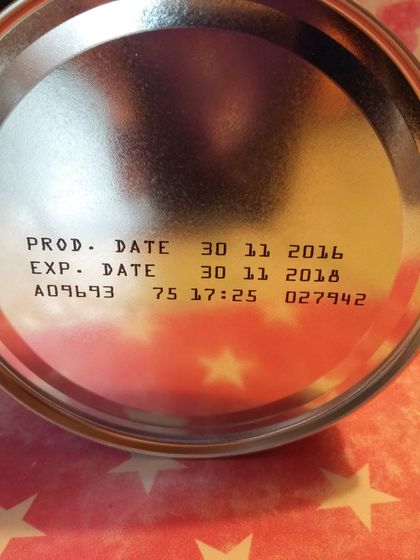 PROD. DATE 30 11 2016
EXP. DATE 30 11 2018
A09693 75 17:25 027942